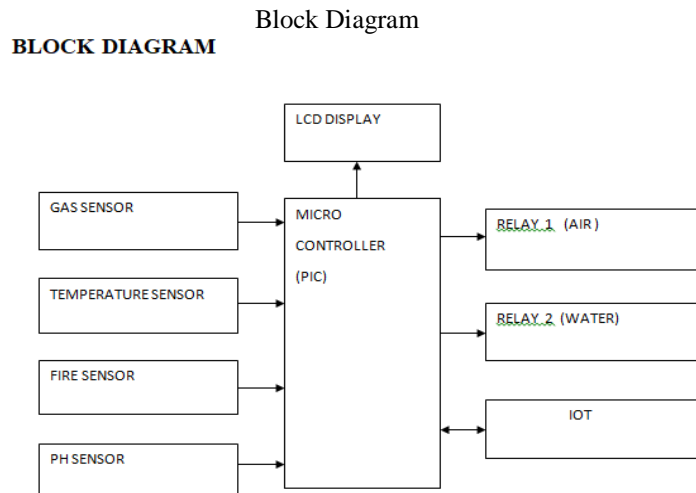 Block Diagram
BLOCK DIAGRAM
LCD DISPLAY
GAS SENSOR
MICRO
CONTROLLER
(PIC)
RELAY 1 (AIR)
TEMPERATURE SENSOR
RELAY 2 (WATER)
FIRE SENSOR
IOT
PH SENSOR